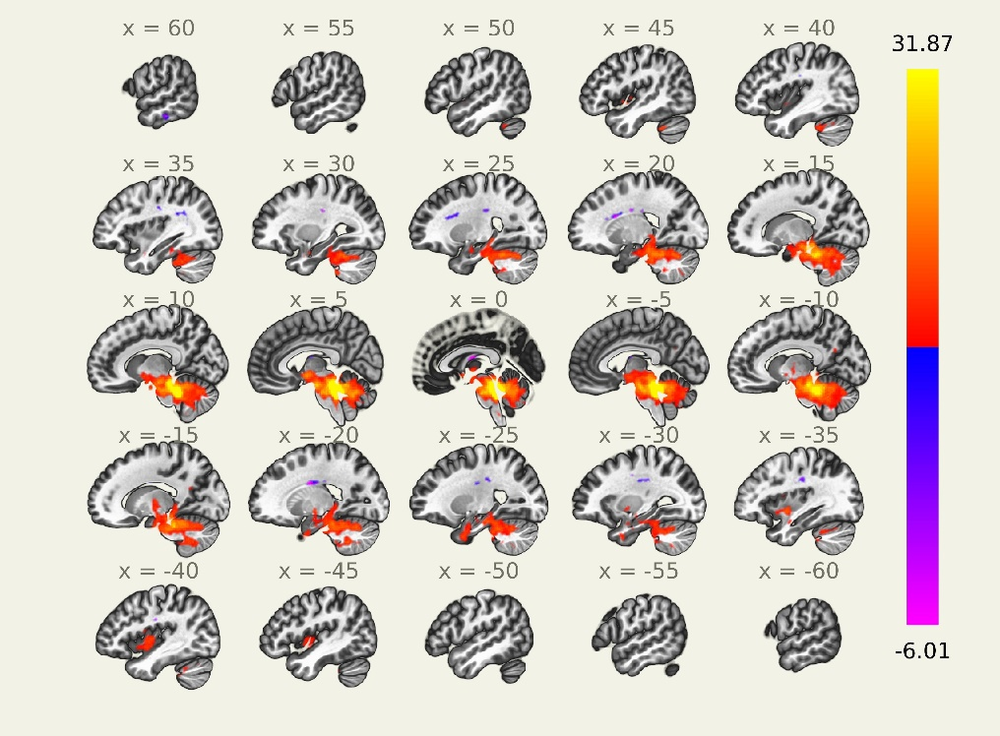 x = 60 x = 55 x = 50 x = 45 x = 40
31.87
x = 35 x = 30 x = 25 x = 20 x = 15
x = 10 x = 5 x = 0 x = -5 x = -10
x = -15 x = -20 x = -25 x = -30 x = -35
x = -40 x = -45 x = -50 x = -55 x = -60
-6.01